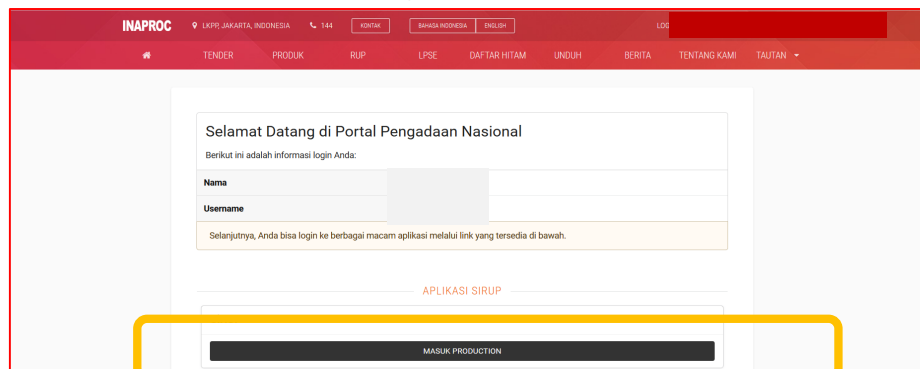 INAPROC LKPP, JAKARTA, INDONESIA 144 KONTAK BAHASA INDONESIA ENGLISH
TENDER PRODUK RUP LPSE DAFTAR HITAM UNDUH BERITA TENTANG KAMI TAUTAN
Selamat Datang di Portal Pengadaan Nasional
Berikut ini adalah informasi login Anda:
Nama
Username
Selanjutnya, Anda bisa login ke berbagai macam aplikasi melalui link yang tersedia di bawah.
APLIKASI SIRUP
MASUK PRODUCTION